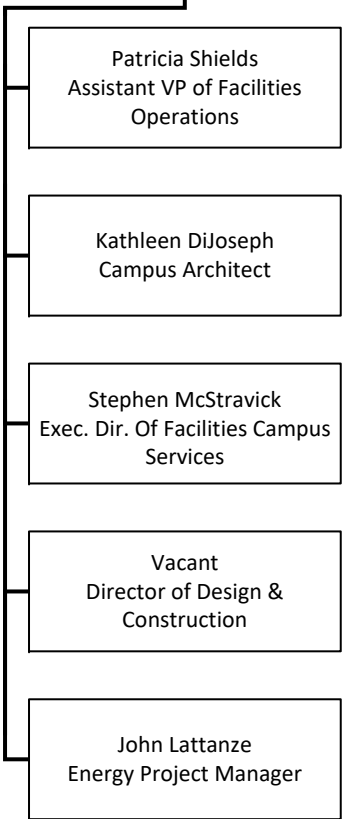 Patricia Shields
Assistant VP of Facilities
Operations
Kathleen DiJoseph
Campus Architect
Stephen McStravick
Exec. Dir. Of Facilities Campus
Services
Vacant
Director of Design &
Construction
John Lattanze
Energy Project Manager